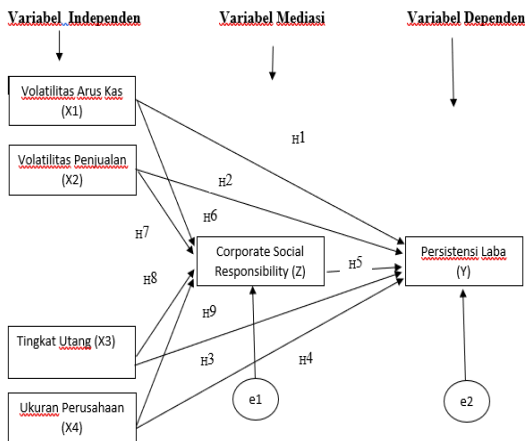 Variabel Independen
Variabel Mediasi
Variabel Dependen
Volatilitas Arus Kas
(X1)
H1
Volatilitas Penjualan
(X2)
H2
H6
H7
Corporate Social
Responsibility (Z)
H5
Persistensi Laba
(Y)
H8
H9
Tingkat Utang (X3)
H3
H4
Ukuran Perusahaan
(X4)
e1
e2